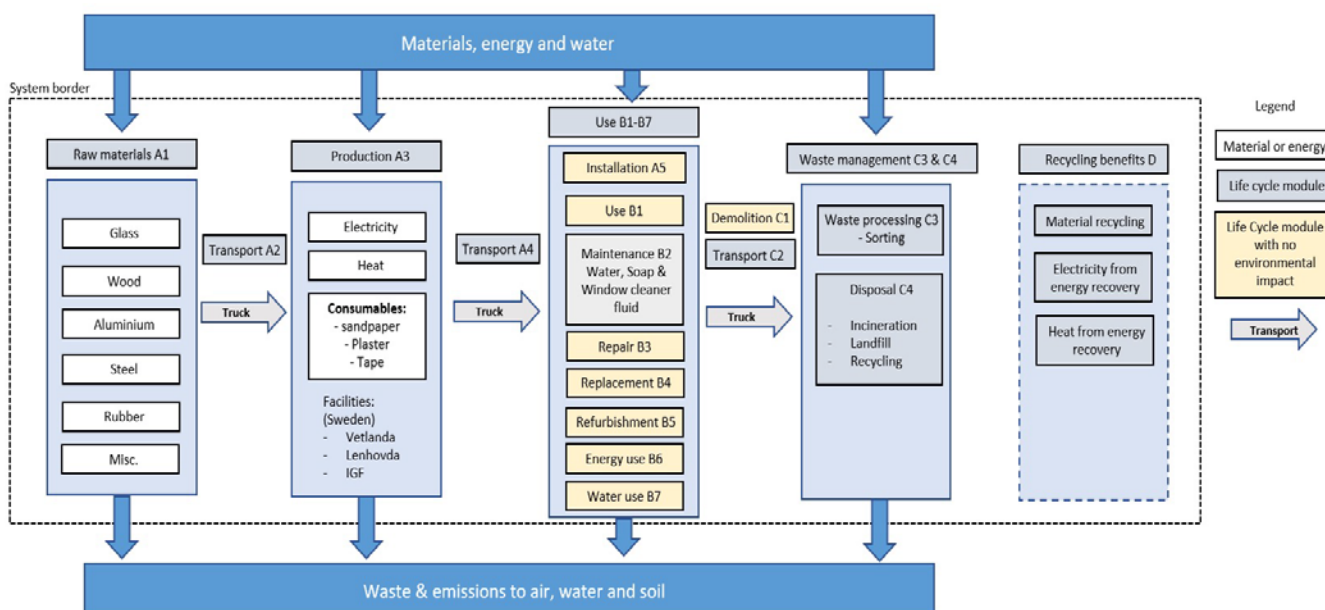 Materials, energy and water
System border
Raw materials A1
Glass
Wood
Aluminium
Steel
Rubber
Misc.
Transport A2
Truck
Production A3
Electricity
Heat
Consumables:
- sandpaper
- Plaster
- Tape
Facilities:
(Sweden)
- Vetlanda
- Lenhovda
- IGF
Transport A4
Truck
Use B1-B7
Installation A5
Use B1
Maintenance B2
Water, Soap &
Window cleaner
fluid
Repair B3
Replacement B4
Refurbishment B5
Energy use B6
Water use B7
Demolition C1
Transport C2
Truck
Waste management C3 & C4
Waste processing C3
- Sorting
Disposal C4
- Incineration
- Landfill
- Recycling
Recycling benefits D
Material recycling
Electricity from
energy recovery
Heat from energy
recovery
Legend
Material or energy
Life cycle module
Life Cycle module
with no
environmental
impact
Transport
Waste & emissions to air, water and soil